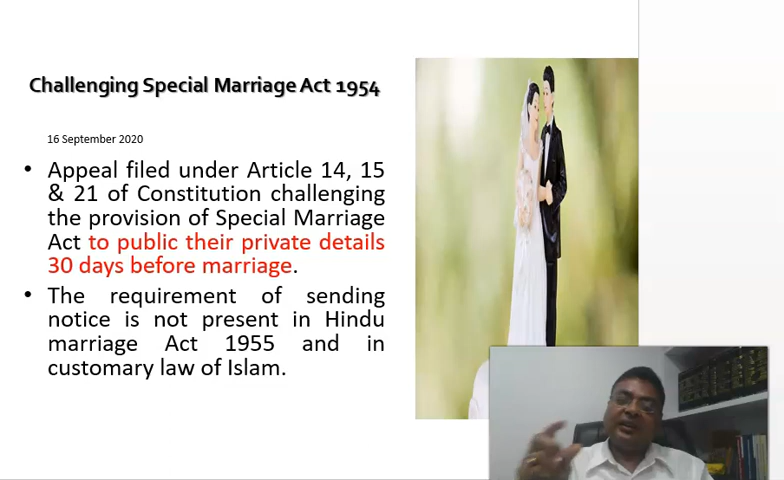 Challenging Special Marriage Act 1954
16 September 2020
• Appeal filed under Article 14, 15
& 21 of Constitution challenging
the provision of Special Marriage
Act to public their private details
30 days before marriage.
• The requirement of sending
notice is not present in Hindu
marriage Act 1955 and in
customary law of Islam.